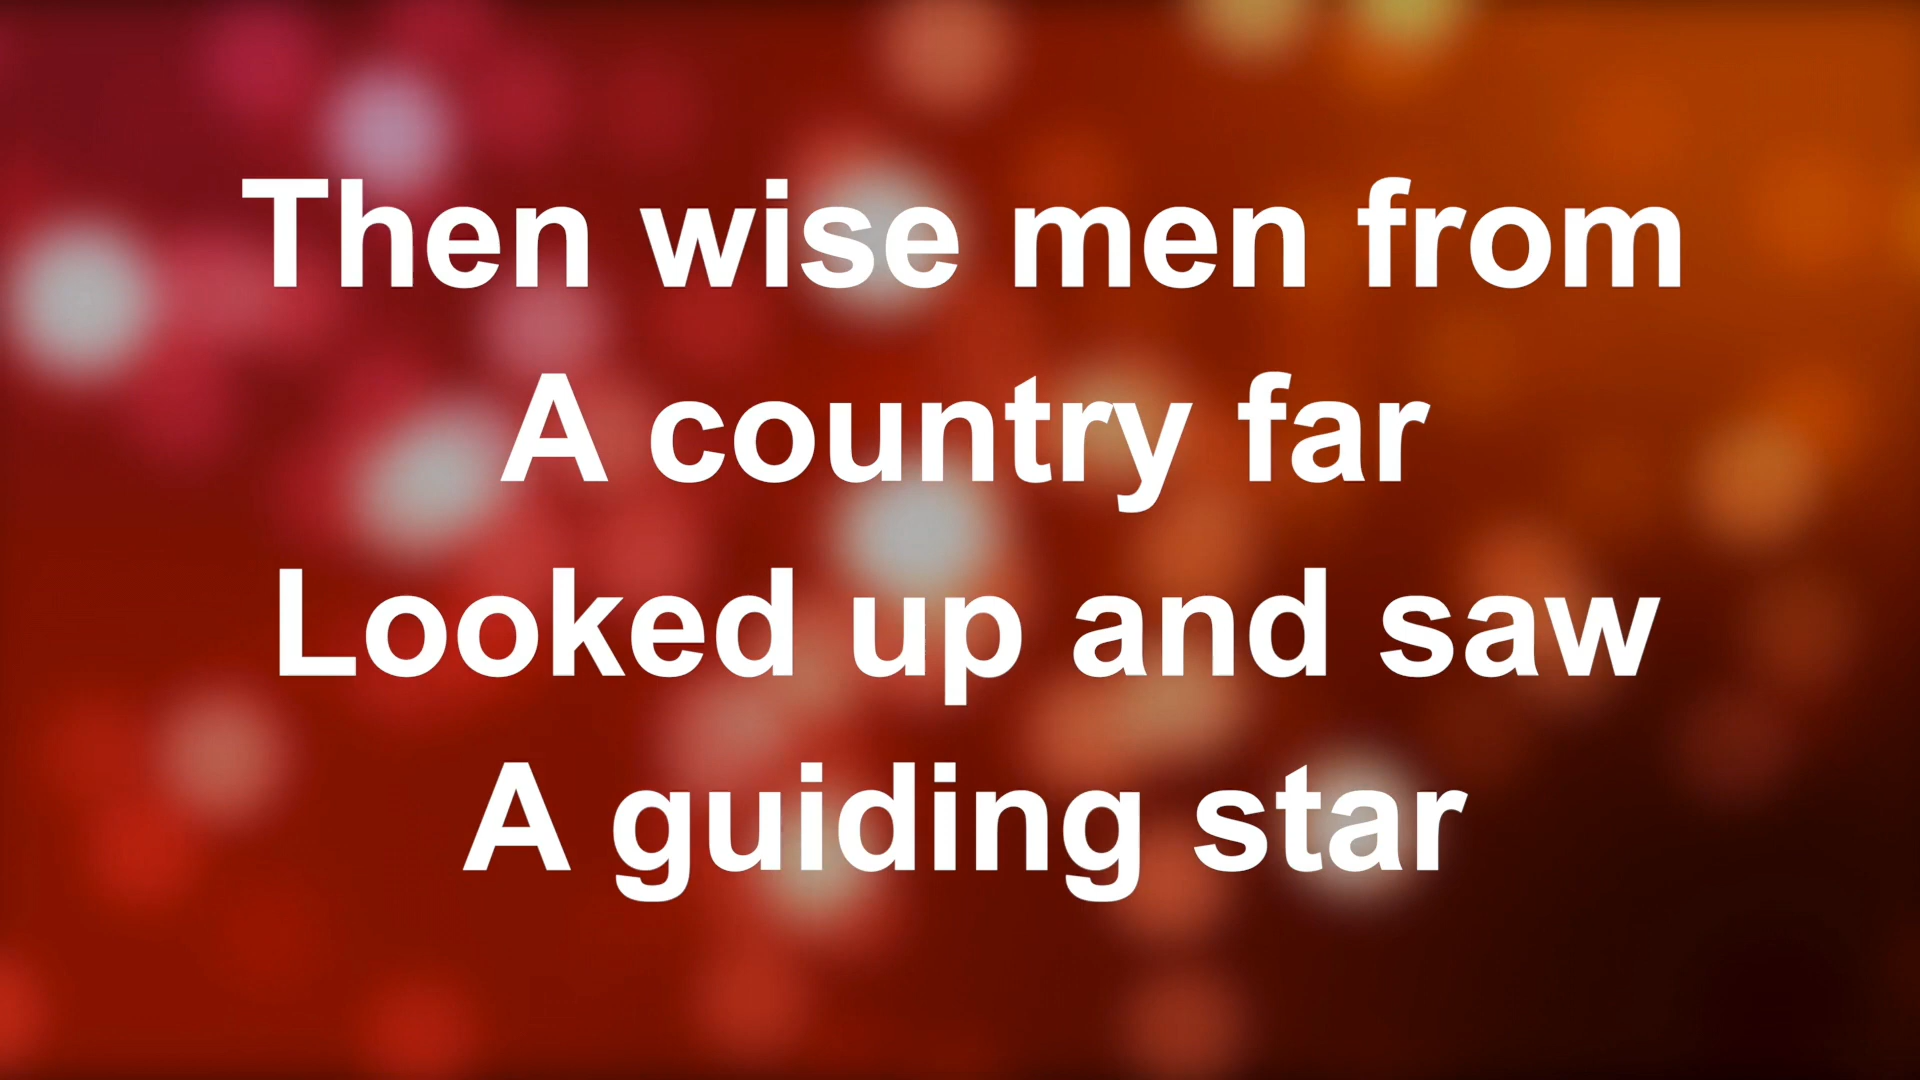 Then wise men from
A country far
Looked up and saw
A guiding star